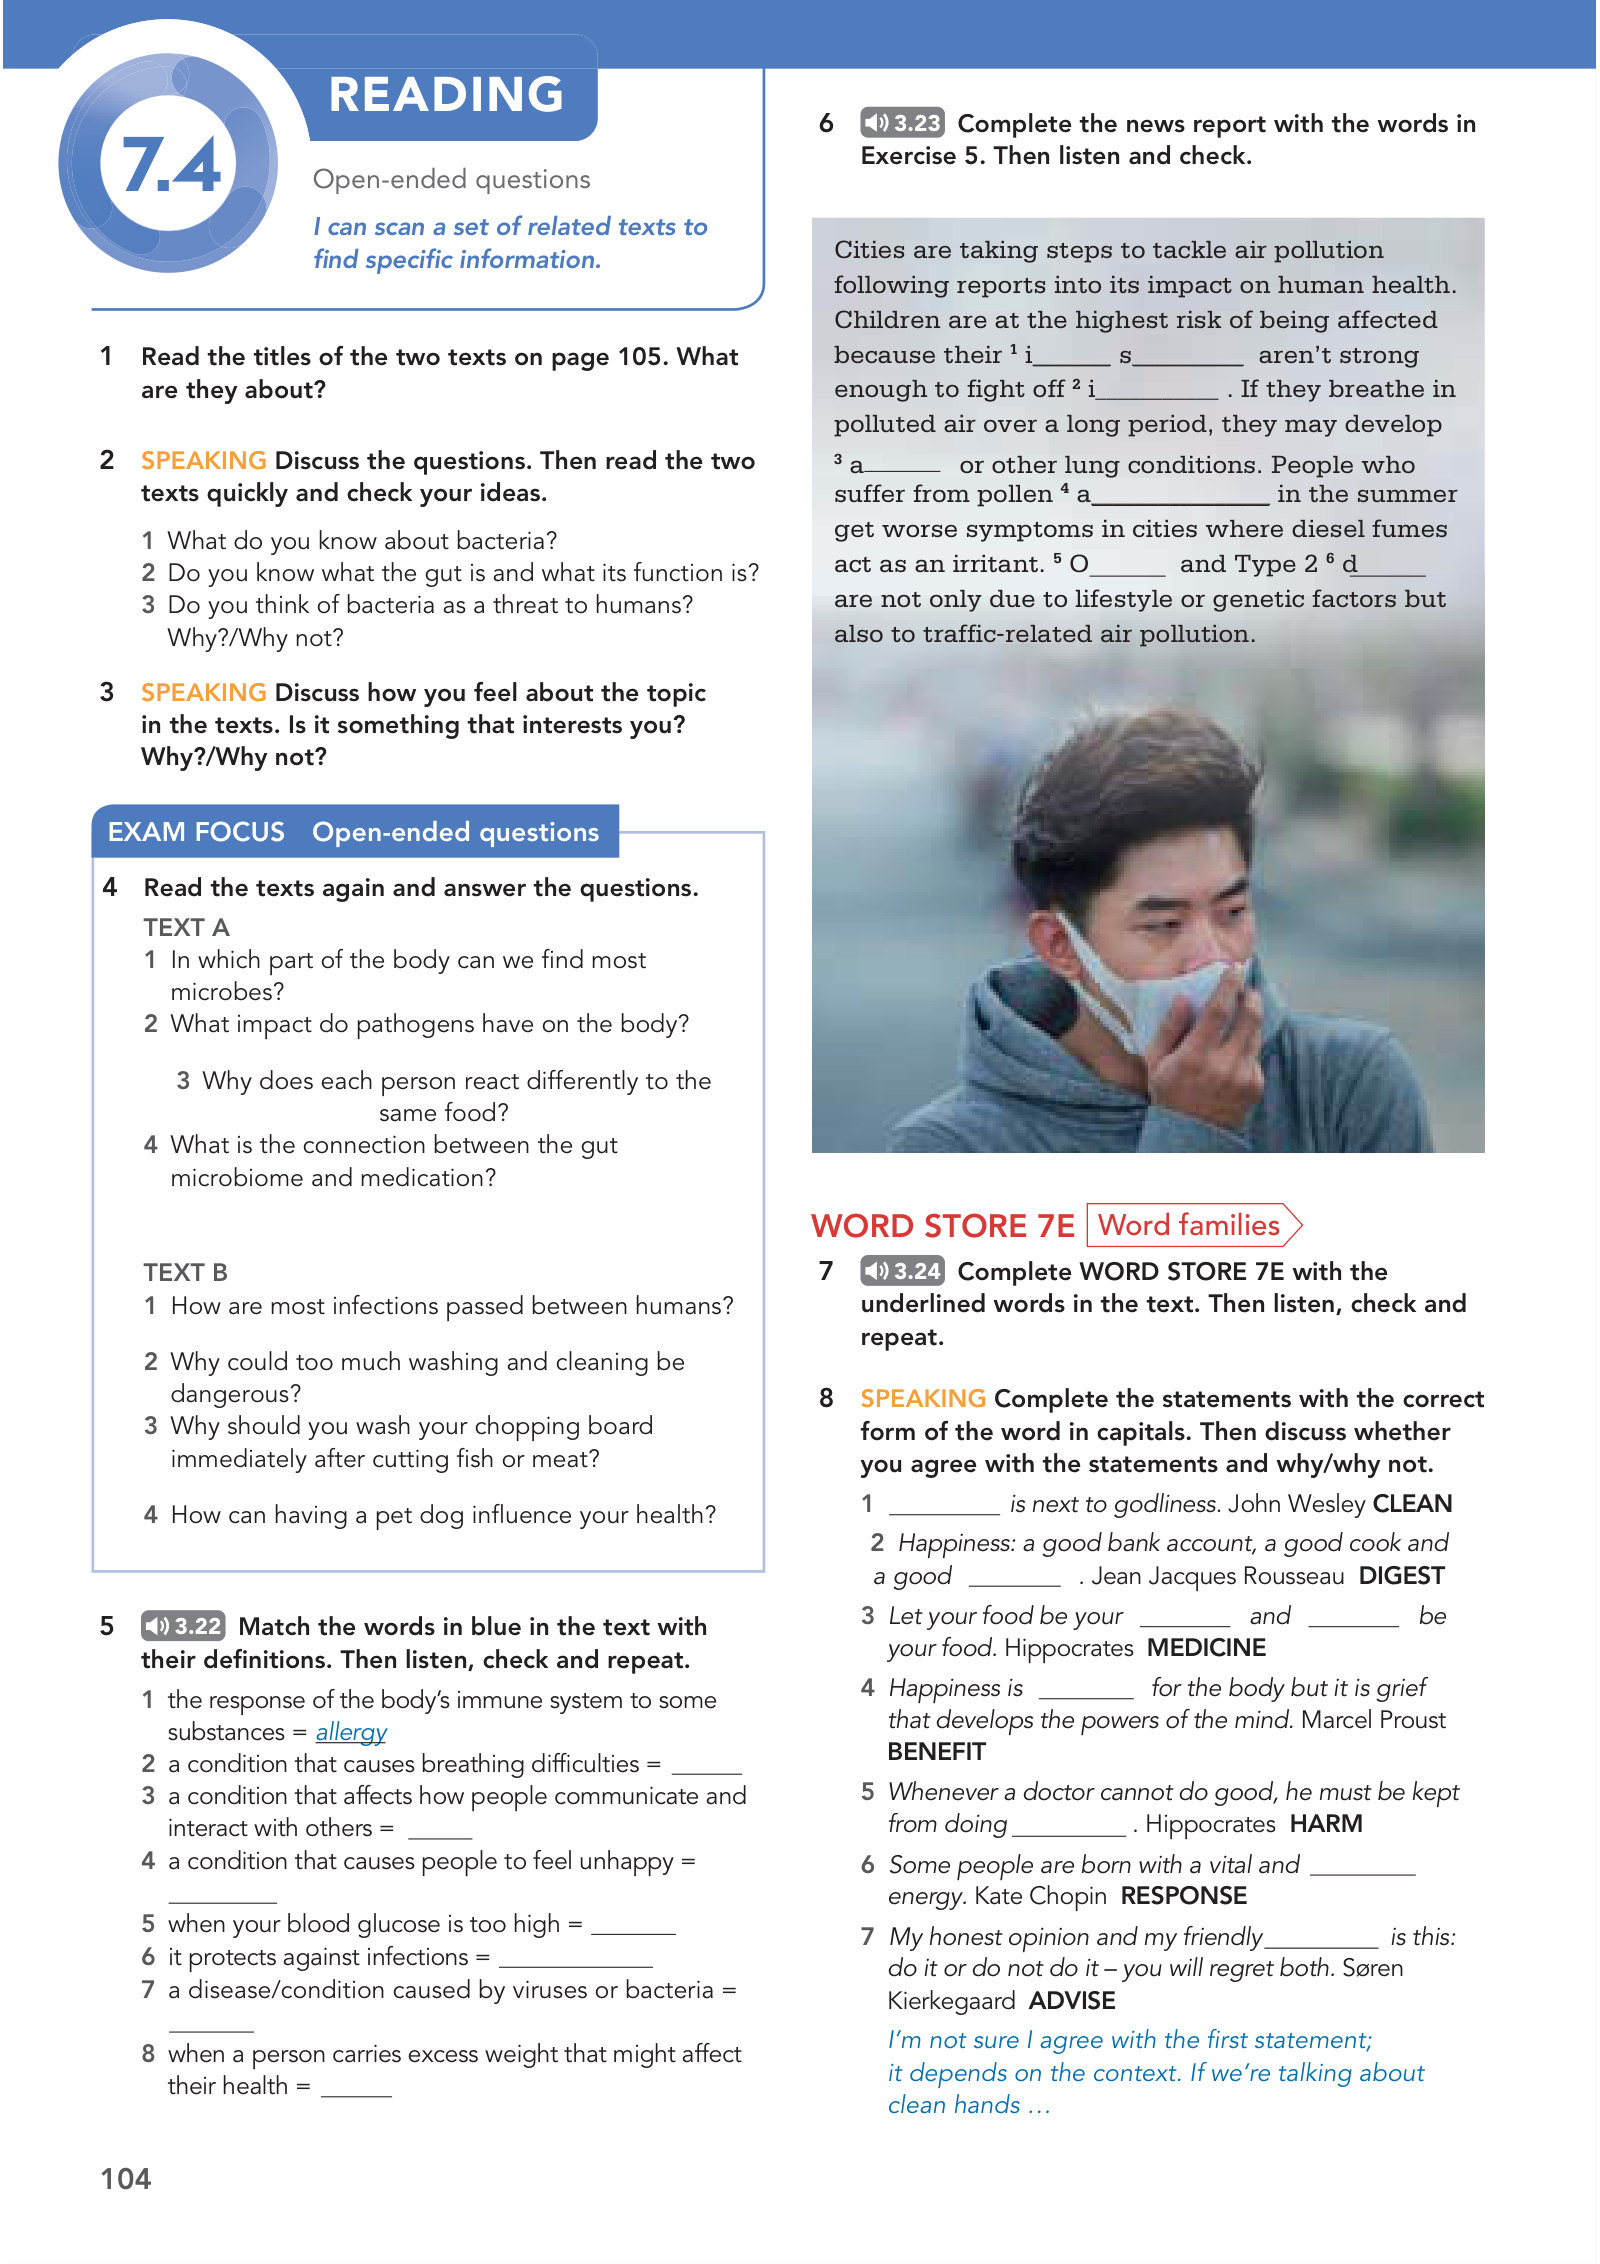 READING
7.4
Open-ended questions
I can scan a set of related texts to
find specific information.
1 Read the titles of the two texts on page 105. What
are they about?
2 SPEAKING Discuss the questions. Then read the two
texts quickly and check your ideas.
1 What do you know about bacteria?
2 Do you know what the gut is and what its function is?
3 Do you think of bacteria as a threat to humans?
Why?/Why not?
3 SPEAKING Discuss how you feel about the topic
in the texts. Is it something that interests you?
Why?/Why not?
EXAM FOCUS Open-ended questions
4 Read the texts again and answer the questions.
TEXT A
1 In which part of the body can we find most
microbes?
2 What impact do pathogens have on the body?
3 Why does each person react differently to the
same food?
4 What is the connection between the gut
microbiome and medication?
TEXT B
1 How are most infections passed between humans?
2 Why could too much washing and cleaning be
dangerous?
3 Why should you wash your chopping board
immediately after cutting fish or meat?
4 How can having a pet dog influence your health?
5 3.22 Match the words in blue in the text with
their definitions. Then listen, check and repeat.
1 the response of the body's immune system to some
substances = allergy
2 a condition that causes breathing difficulties = ______
3 a condition that affects how people communicate and
interact with others = ______
4 a condition that causes people to feel unhappy =
________
5 when your blood glucose is too high = ______
6 it protects against infections = ____________
7 a disease/condition caused by viruses or bacteria =
______
8 when a person carries excess weight that might affect
their health = ______
104
6 3.23 Complete the news report with the words in
Exercise 5. Then listen and check.
Cities are taking steps to tackle air pollution
following reports into its impact on human health.
Children are at the highest risk of being affected
because their 1 i______ s________ aren't strong
enough to fight off 2 i_________ . If they breathe in
polluted air over a long period, they may develop
3 a______ or other lung conditions. People who
suffer from pollen 4 a_____________ in the summer
get worse symptoms in cities where diesel fumes
act as an irritant. 5 O______ and Type 2 6 d______
are not only due to lifestyle or genetic factors but
also to traffic-related air pollution.
WORD STORE 7E Word families
7 3.24 Complete WORD STORE 7E with the
underlined words in the text. Then listen, check and
repeat.
8 SPEAKING Complete the statements with the correct
form of the word in capitals. Then discuss whether
you agree with the statements and why/why not.
1 ________ is next to godliness. John Wesley CLEAN
2 Happiness: a good bank account, a good cook and
a good _______ . Jean Jacques Rousseau DIGEST
3 Let your food be your _______ and _______ be
your food. Hippocrates MEDICINE
4 Happiness is _______ for the body but it is grief
that develops the powers of the mind. Marcel Proust
BENEFIT
5 Whenever a doctor cannot do good, he must be kept
from doing ________ . Hippocrates HARM
6 Some people are born with a vital and ________
energy. Kate Chopin RESPONSE
7 My honest opinion and my friendly ________ is this:
do it or do not do it – you will regret both. Søren
Kierkegaard ADVISE
I'm not sure I agree with the first statement;
it depends on the context. If we're talking about
clean hands …